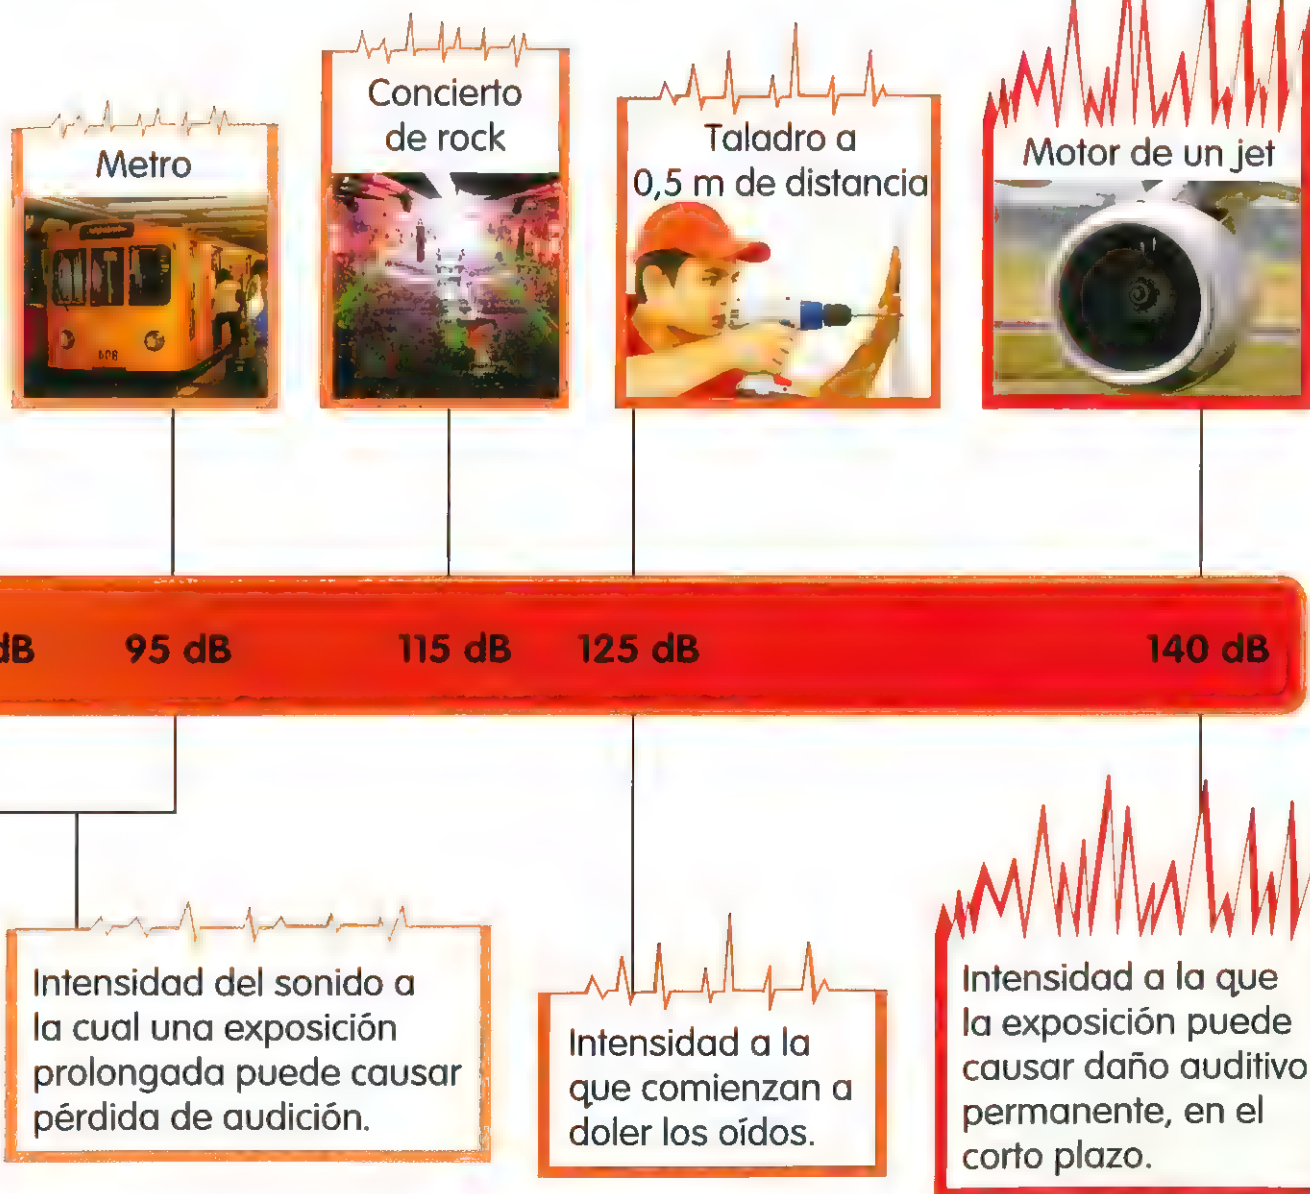 Metro
Concierto
de rock
Taladro a
0,5 m de distancia
Motor de un jet
608
dB
95 dB
115 dB
125 dB
140 dB
Intensidad del sonido a
la cual una exposición
prolongada puede causar
pérdida de audición.
Intensidad a la
que comienzan a
doler los oídos.
Intensidad a la que
la exposición puede
causar daño auditivo
permanente, en el
corto plazo.